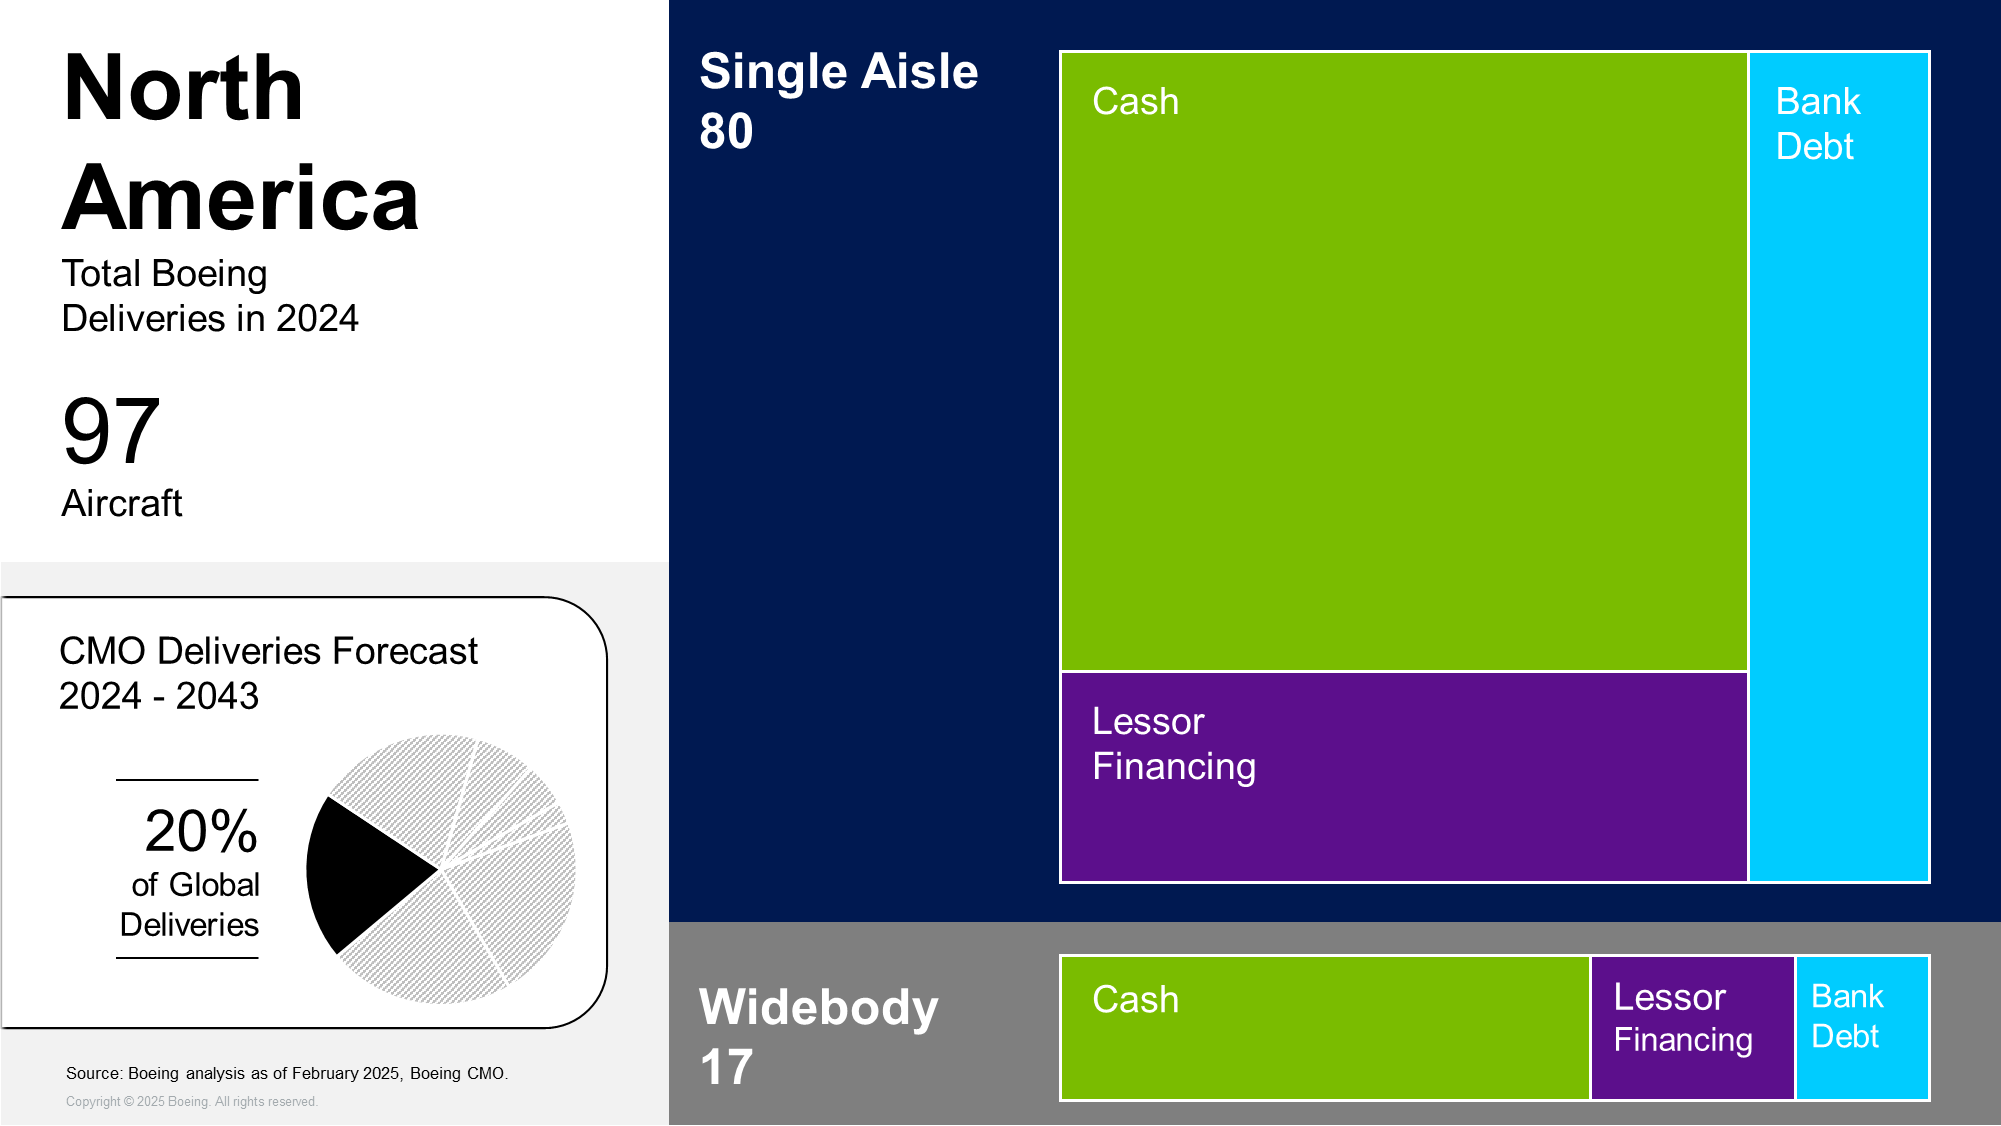 North
America
Total Boeing
Deliveries in 2024
97
Aircraft
CMO Deliveries Forecast
2024 - 2043
20%
of Global
Deliveries
Source: Boeing analysis as of February 2025, Boeing CMO.
Copyright © 2025 Boeing. All rights reserved.
Single Aisle
80
Cash
Bank
Debt
Lessor
Financing
Widebody
17
Cash
Lessor
Financing
Bank
Debt